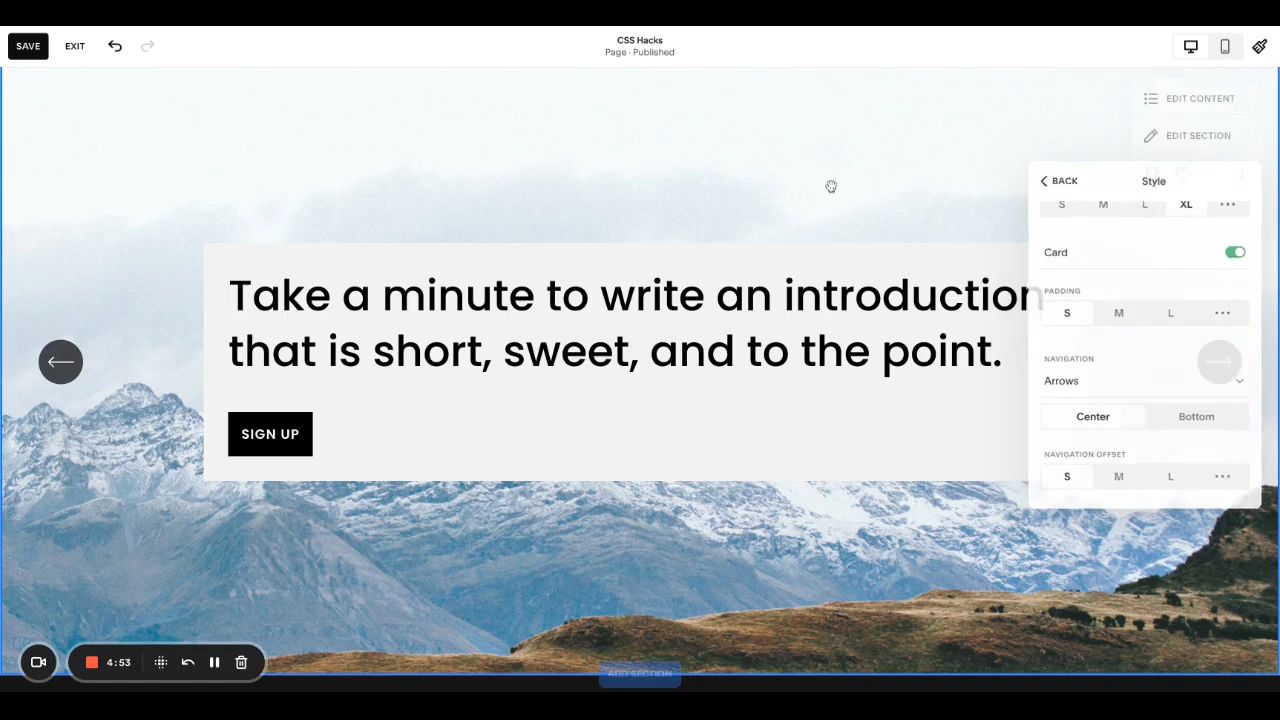 SAVE
EXIT
CSS Hacks
Page · Published
EDIT CONTENT
EDIT SECTION
BACK
Style
S M L XL ...
Card
PADDING
S M L ...
NAVIGATION
Arrows
Center Bottom
NAVIGATION OFFSET
S M L ...
Take a minute to write an introduction
that is short, sweet, and to the point.
SIGN UP
4:53
ADD SECTION